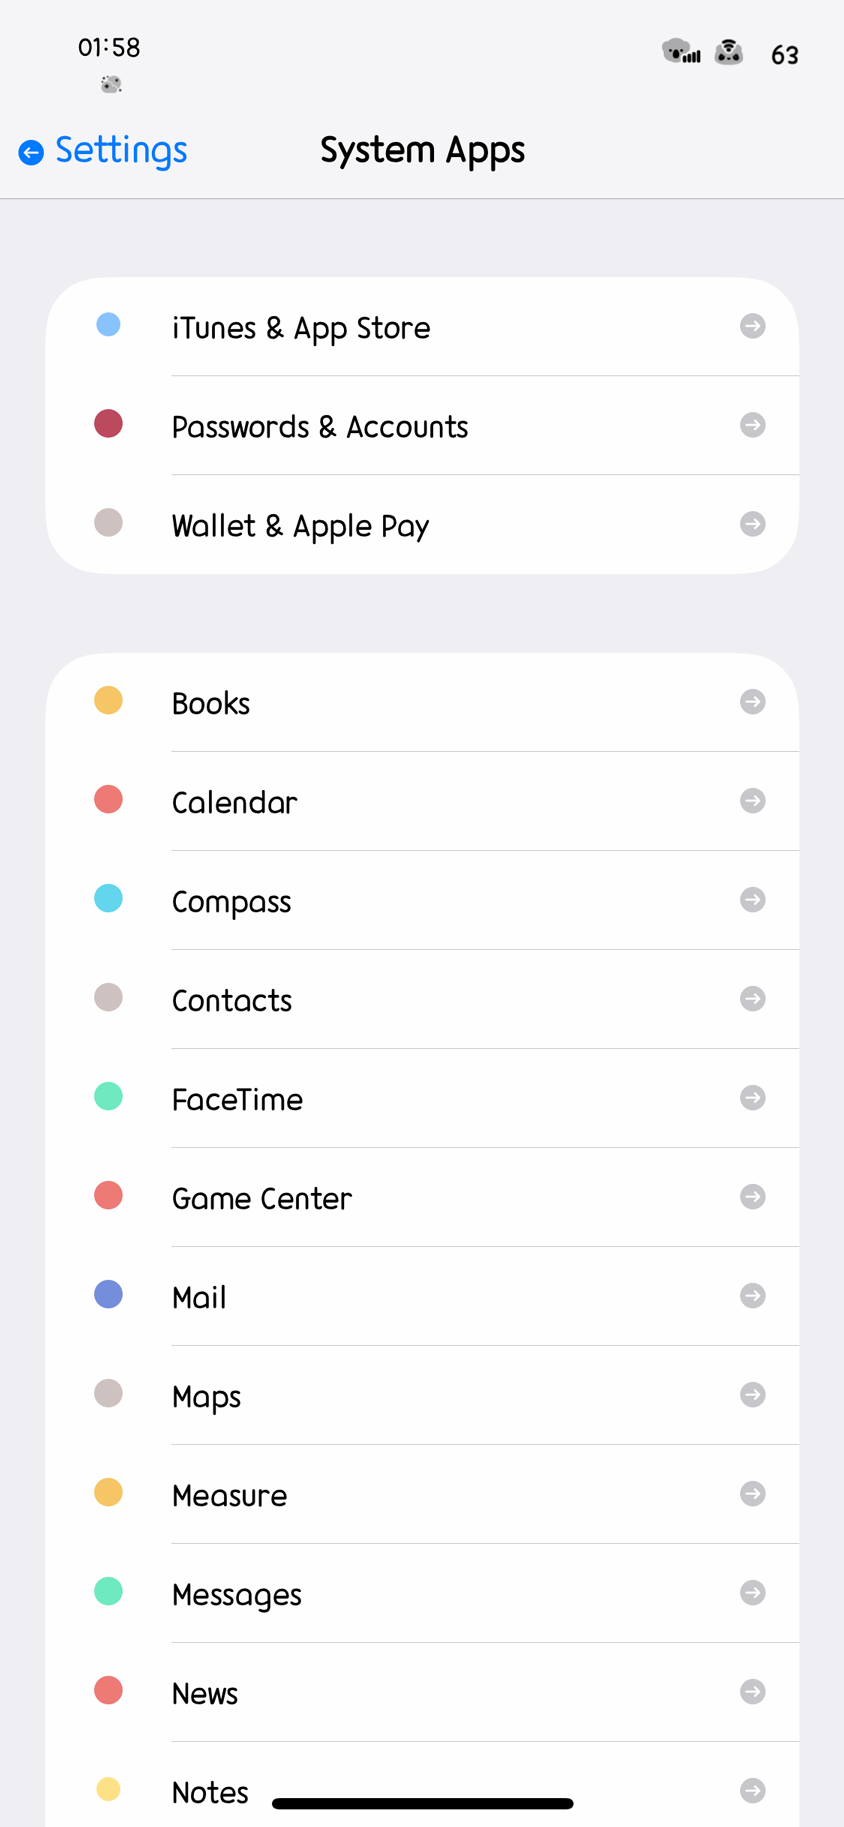 01:58
63
Settings
System Apps
iTunes & App Store
Passwords & Accounts
Wallet & Apple Pay
Books
Calendar
Compass
Contacts
FaceTime
Game Center
Mail
Maps
Measure
Messages
News
Notes